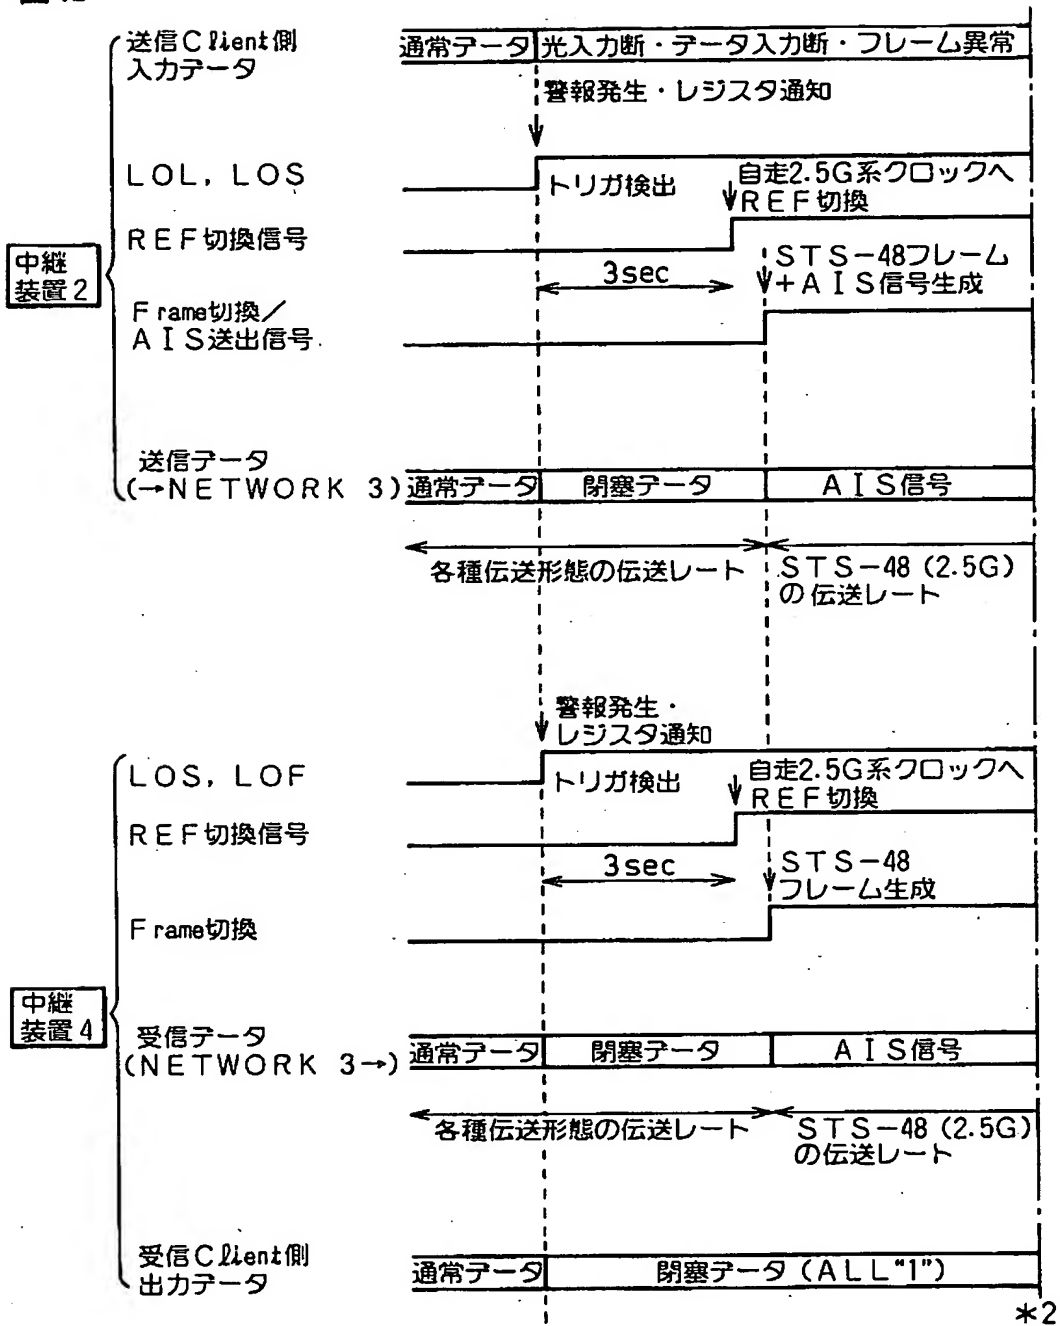 送信Client側
入力データ
通常データ
光入力断・データ入力断・フレーム異常
警報発生・レジスタ通知
LOL, LOS
トリガ検出
自走2.5G系クロックへ
REF切換
REF切換信号
中継
装置2
3sec
STS-48フレーム
+AIS信号生成
Frame切換/
AIS送出信号
送信データ
(→NETWORK 3)
通常データ
閉塞データ
AIS信号
各種伝送形態の伝送レート
STS-48 (2.5G)
の伝送レート
警報発生・
レジスタ通知
LOS, LOF
トリガ検出
自走2.5G系クロックへ
REF切換
REF切換信号
3sec
STS-48
フレーム生成
Frame切換
中継
装置4
受信データ
(NETWORK 3→)
通常データ
閉塞データ
AIS信号
各種伝送形態の伝送レート
STS-48 (2.5G)
の伝送レート
受信Client側
出力データ
通常データ
閉塞データ (ALL"1")
*2